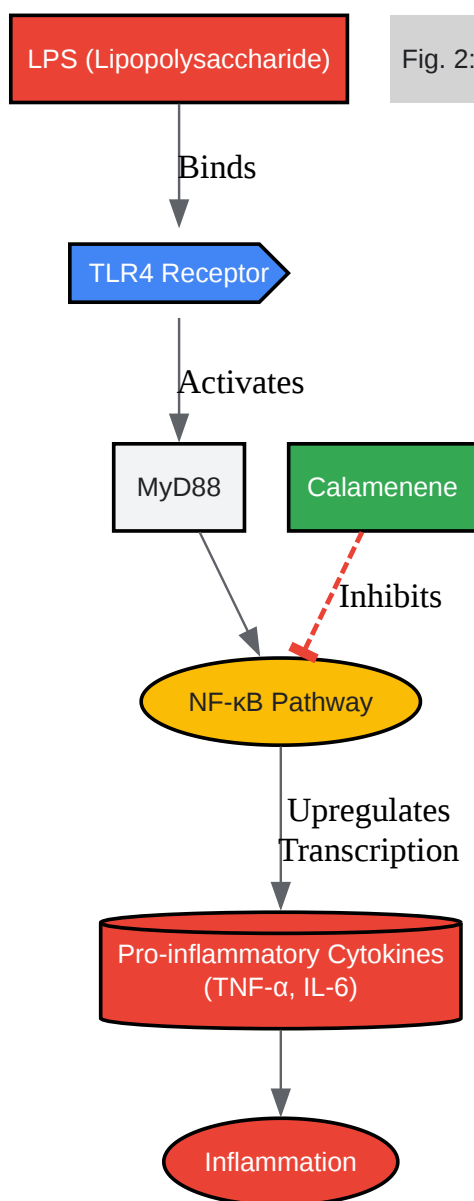 LPS (Lipopolysaccharide)
Fig. 2:
Binds
TLR4 Receptor
Activates
MyD88
Calamenene
Inhibits
NF-κB Pathway
Upregulates
Transcription
Pro-inflammatory Cytokines
(TNF-α, IL-6)
Inflammation